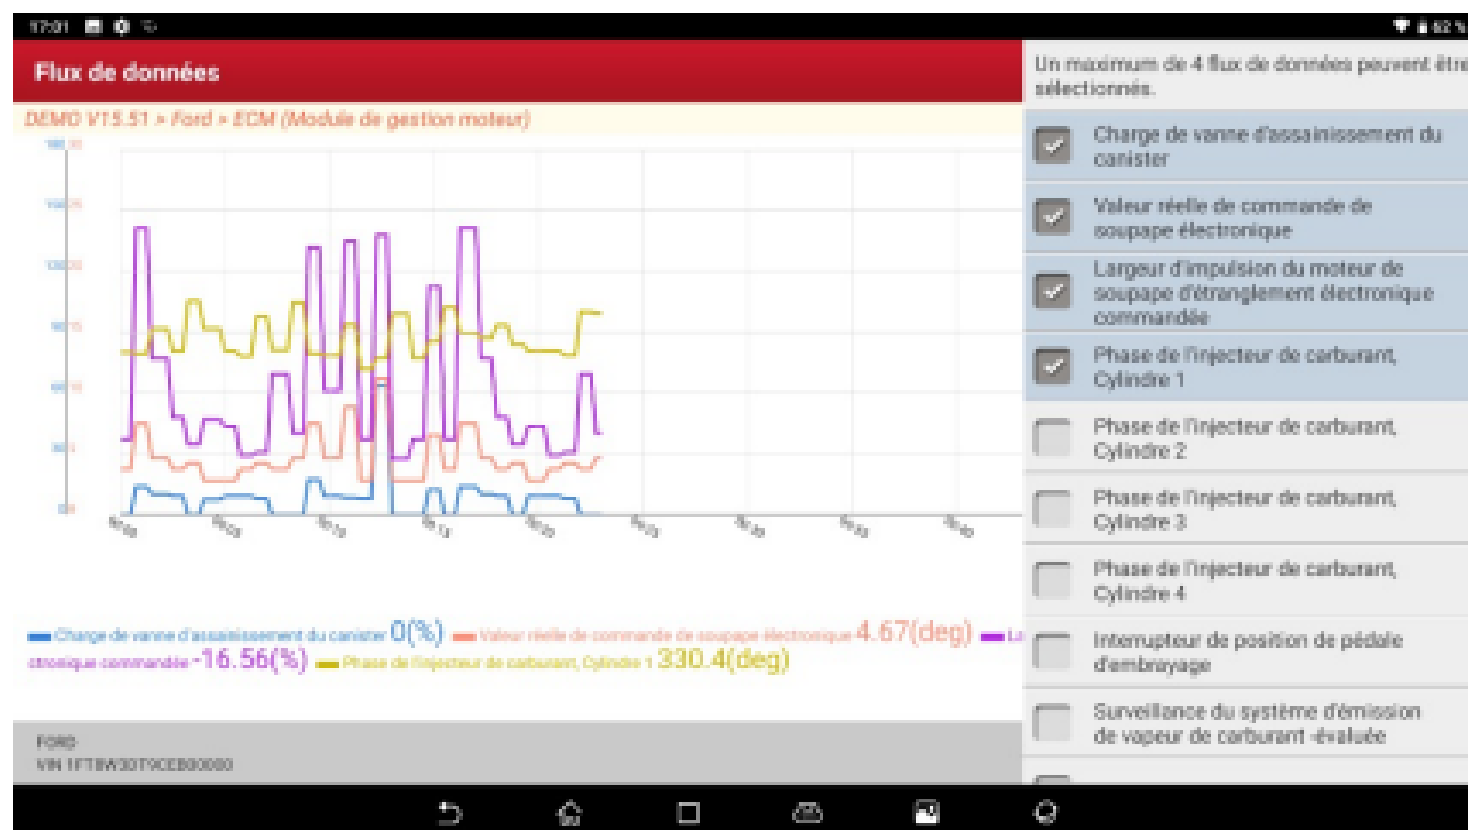 17:01
62 %
Flux de données
Un maximum de 4 flux de données peuvent être
sélectionnés.
DEMO V15.51 > Ford > ECM (Module de gestion moteur)
Charge de vanne d'assainissement du
canister
Valeur réelle de commande de
soupape électronique
Largeur d'impulsion du moteur de
soupape d'étranglement électronique
commandée
Phase de l'injecteur de carburant,
Cylindre 1
Phase de l'injecteur de carburant,
Cylindre 2
Phase de l'injecteur de carburant,
Cylindre 3
Phase de l'injecteur de carburant,
Cylindre 4
Interrupteur de position de pédale
d'embrayage
Surveillance du système d'émission
de vapeur de carburant -évaluée
Charge de vanne d'assainissement du canister 0(%) Valeur réelle de commande de soupape électronique 4.67(deg) La
ctronique commandée -16.56(%) Phase de l'injecteur de carburant, Cylindre 1 330.4(deg)
FORD
VIN